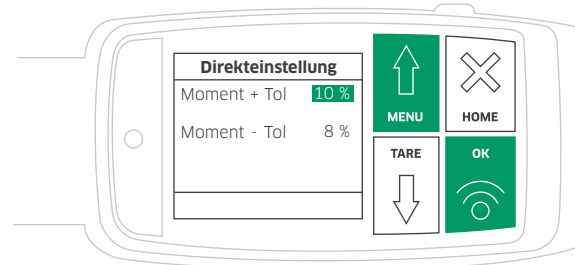 Direkteinstellung
Moment + Tol 10 %
Moment - Tol 8 %
MENU
HOME
TARE
OK